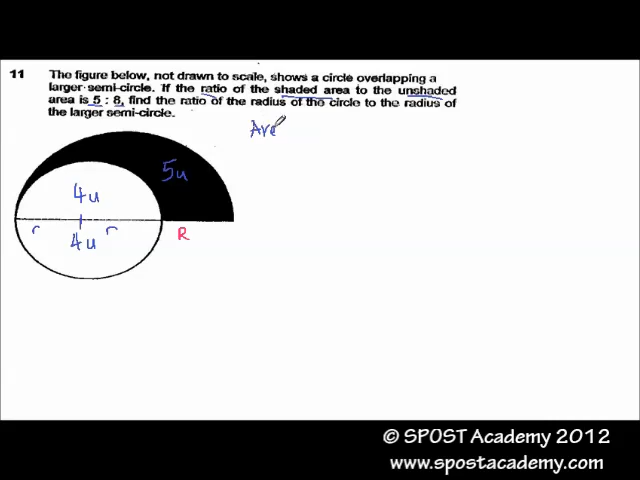 11 The figure below, not drawn to scale, shows a circle overlapping a
larger semi-circle. If the ratio of the shaded area to the unshaded
area is 5 : 8, find the ratio of the radius of the circle to the radius of
the larger semi-circle.
Are
5u
4u
r 4u r R
© SPOST Academy 2012
www.spostacademy.com